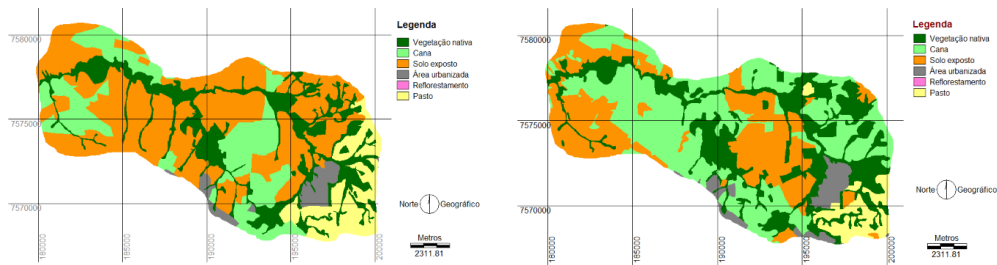 Legenda
Vegetação nativa
Cana
Solo exposto
Área urbanizada
Reflorestamento
Pasto
7580000
7575000
7570000
180000
185000
190000
195000
200000
Norte Geográfico
Metros
2311.81
Legenda
Vegetação nativa
Cana
Solo exposto
Área urbanizada
Reflorestamento
Pasto
7580000
7575000
7570000
180000
185000
190000
195000
200000
Norte Geográfico
Metros
2311.81